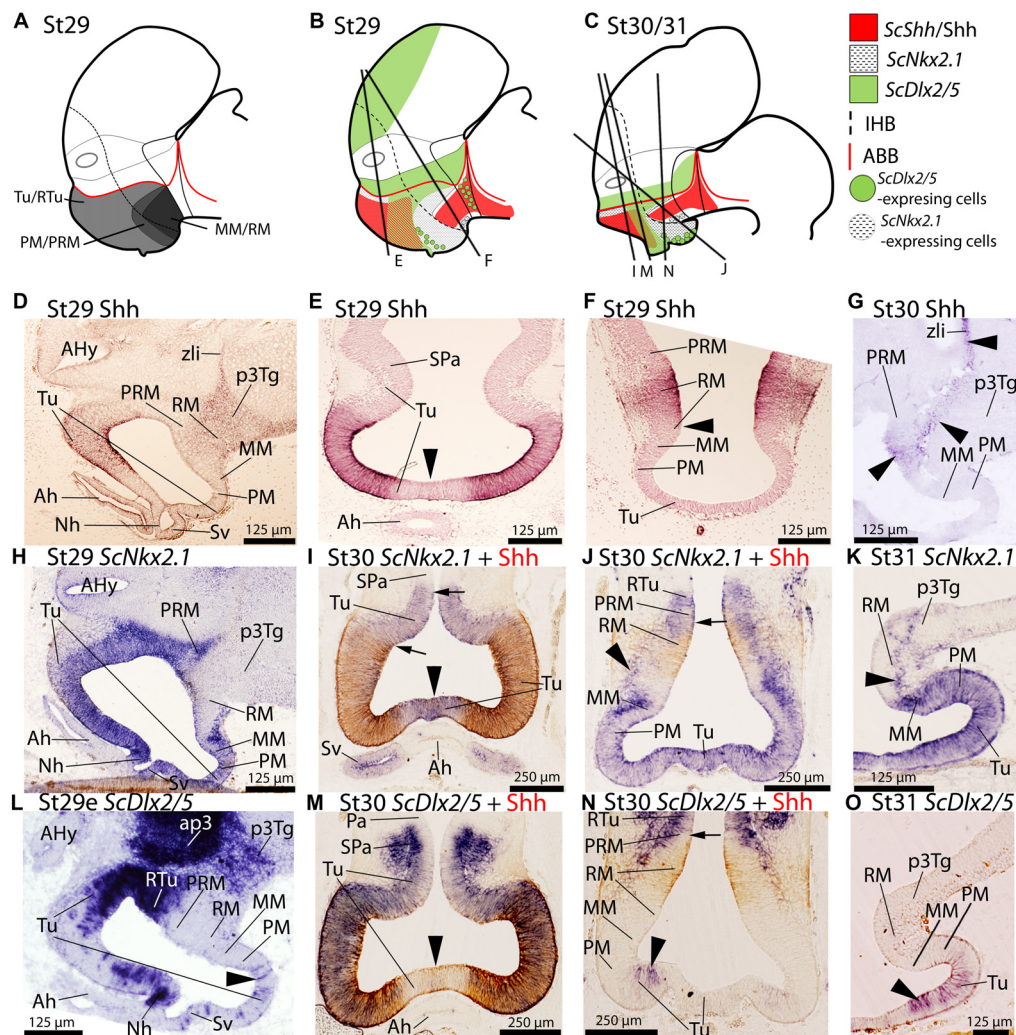 A St29
B St29
C St30/31
ScShh/Shh
ScNkx2.1
ScDlx2/5
IHB
ABB
ScDlx2/5
-expresing cells
ScNkx2.1
-expressing cells
Tu/RTu
PM/PRM
MM/RM
E
F
I M N
J
D St29 Shh
E St29 Shh
F St29 Shh
G St30 Shh
AHy
zli
p3Tg
PRM
RM
Tu
MM
PM
Ah
Nh
Sv
125 µm
SPa
Tu
Ah
125 µm
PRM
RM
MM
PM
Tu
125 µm
zli
PRM
p3Tg
MM
PM
125 µm
H St29 ScNkx2.1
I St30 ScNkx2.1 + Shh
J St30 ScNkx2.1 + Shh
K St31 ScNkx2.1
AHy
Tu
PRM
p3Tg
RM
MM
PM
Ah
Nh
Sv
125 µm
SPa
Tu
Tu
Sv
Ah
250 µm
RTu
PRM
RM
MM
PM
Tu
250 µm
p3Tg
RM
PM
MM
Tu
125 µm
L St29e ScDlx2/5
M St30 ScDlx2/5 + Shh
N St30 ScDlx2/5 + Shh
O St31 ScDlx2/5
AHy
ap3
p3Tg
RTu
PRM
RM
MM
PM
Tu
Ah
Nh
Sv
125 µm
Pa
SPa
Tu
Ah
250 µm
RTu
PRM
RM
MM
PM
Tu
250 µm
p3Tg
RM
PM
MM
Tu
125 µm